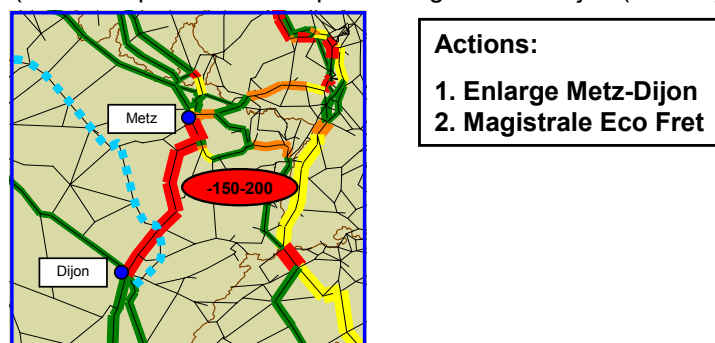 Actions:
1. Enlarge Metz-Dijon
2. Magistrale Eco Fret
Metz
-150-200
Dijon